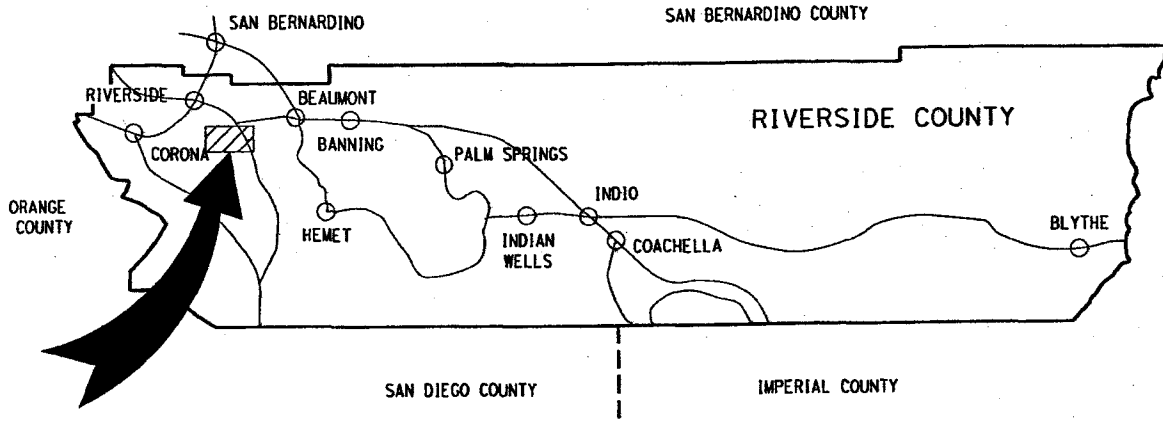 SAN BERNARDINO
SAN BERNARDINO COUNTY
RIVERSIDE
BEAUMONT
RIVERSIDE COUNTY
CORONA
BANNING
PALM SPRINGS
ORANGE
COUNTY
HEMET
INDIO
INDIAN
WELLS
COACHELLA
BLYTHE
SAN DIEGO COUNTY
IMPERIAL COUNTY